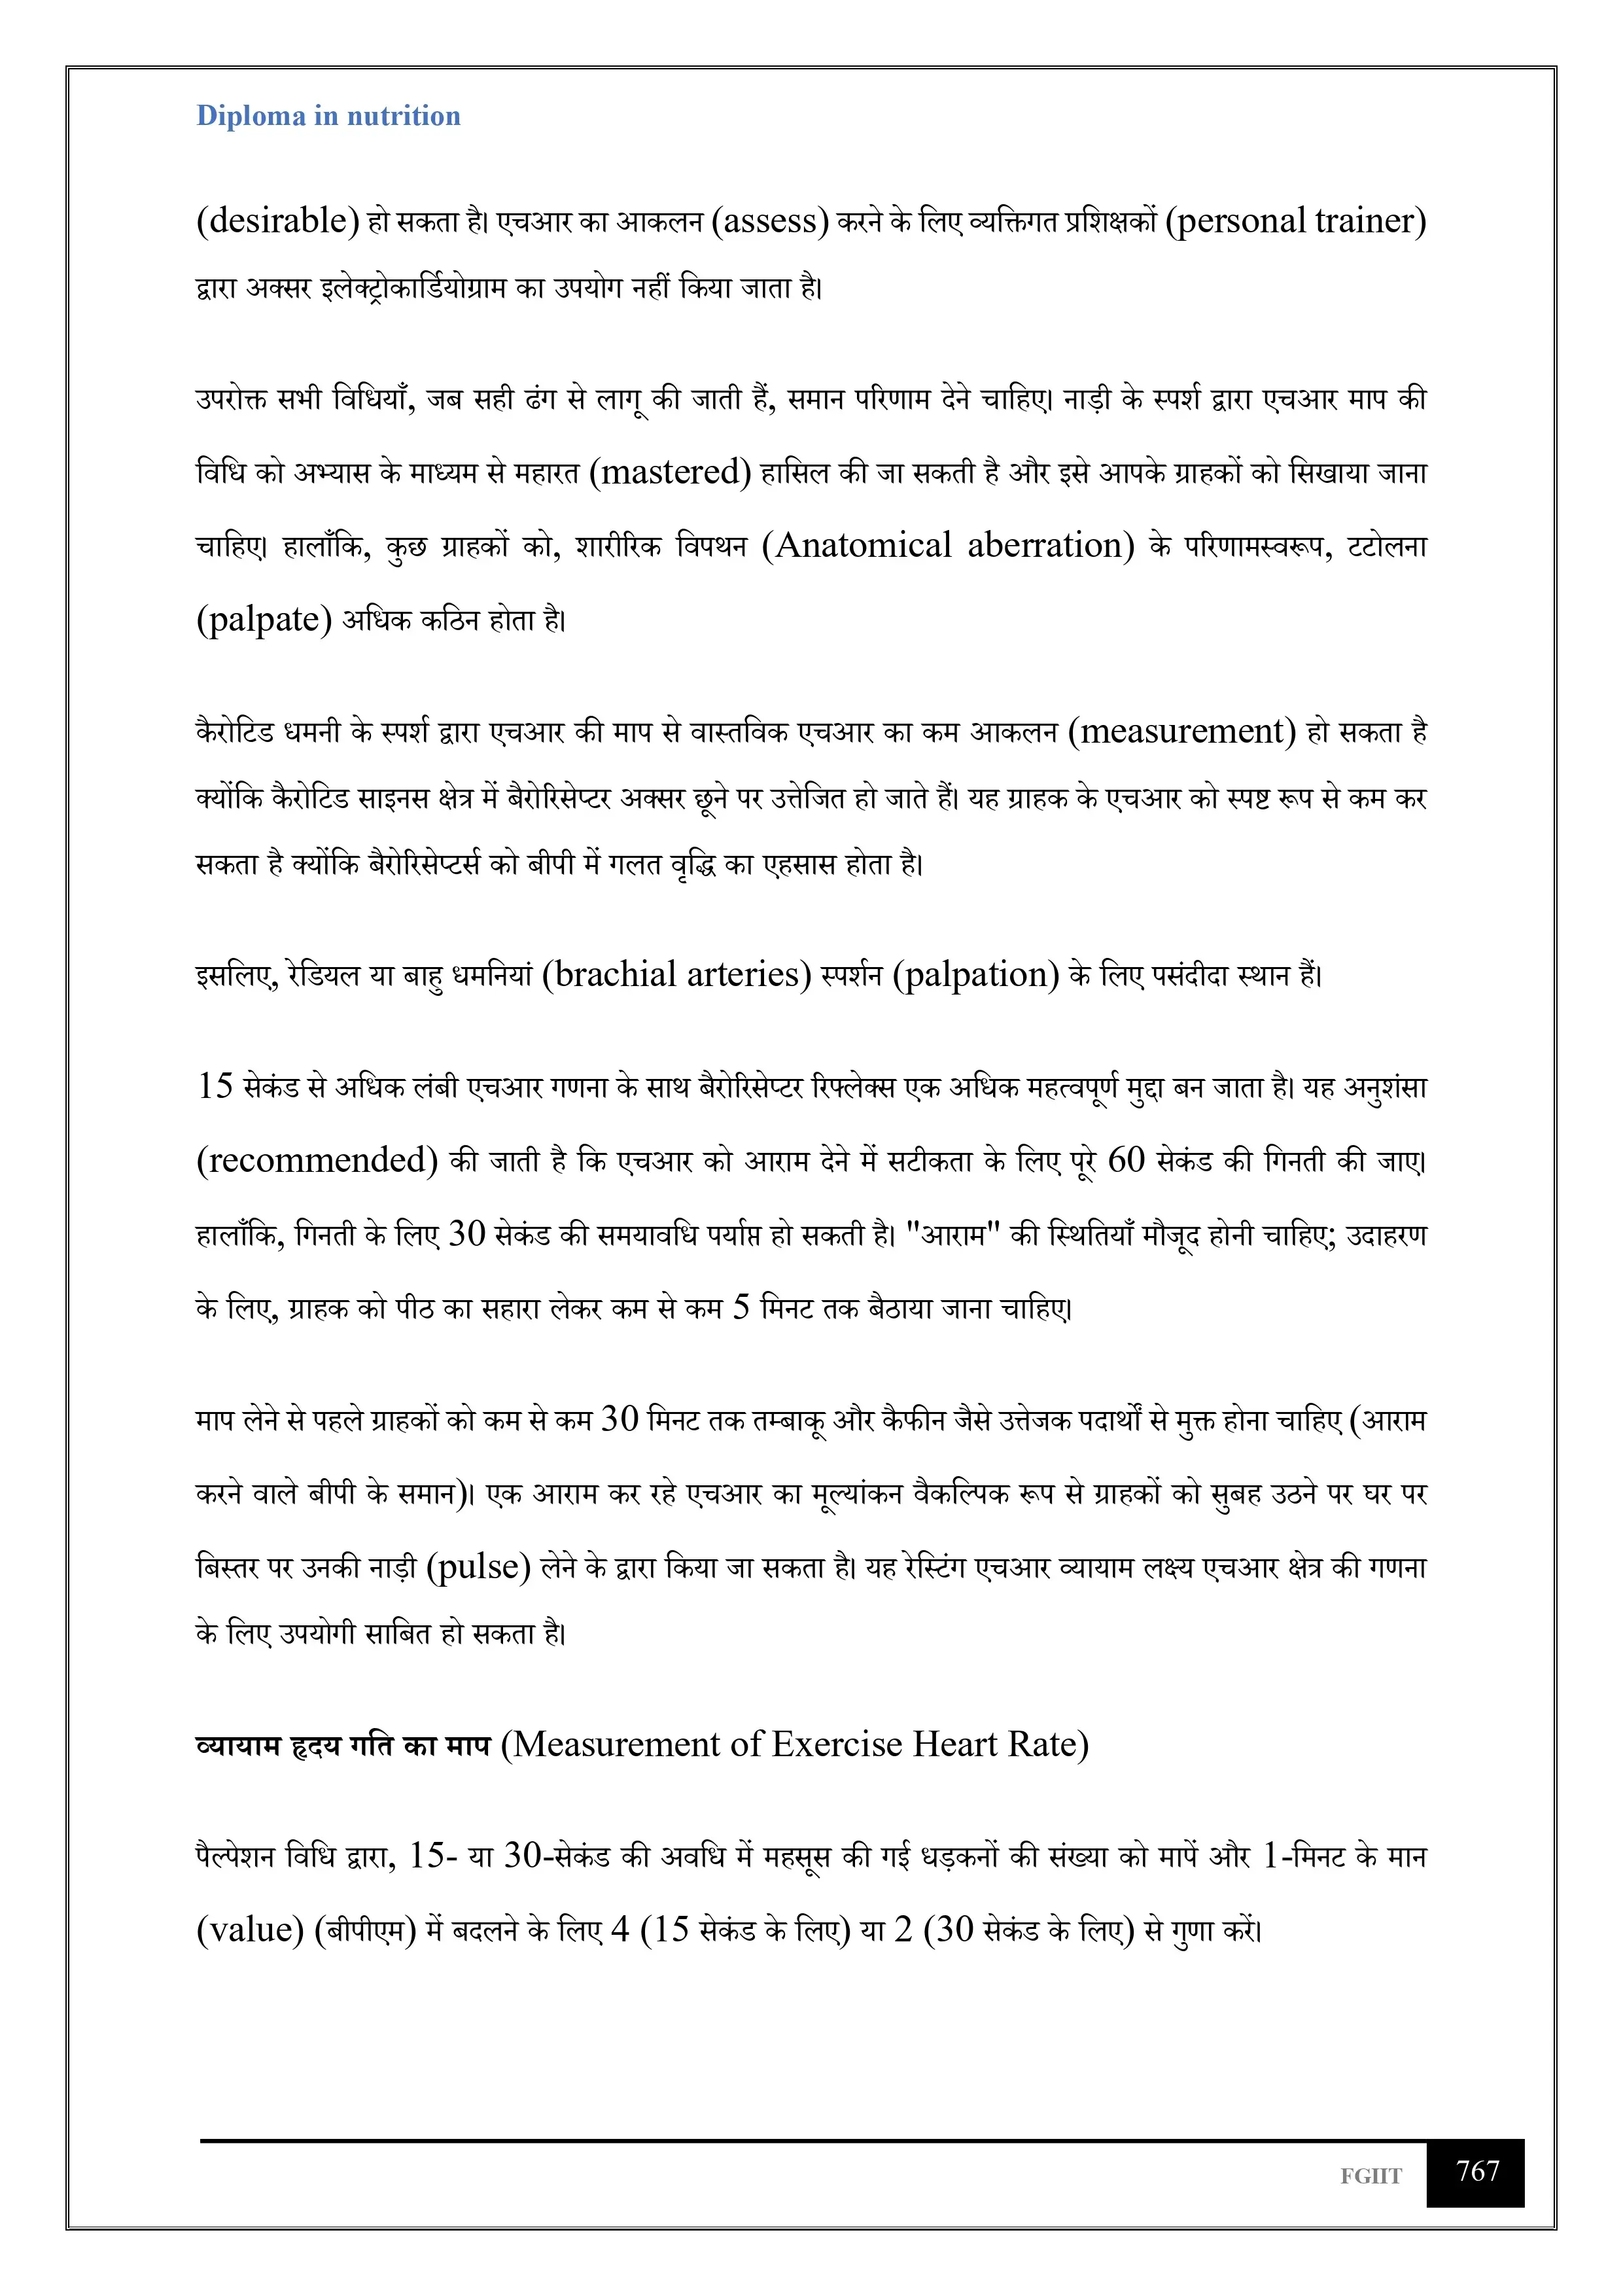 Diploma in nutrition
(desirable) हो सकता है। एचआर का आकलन (assess) करने के लिए व्यक्तिगत प्रशिक्षकों (personal trainer)
द्वारा अक्सर इलेक्ट्रोकार्डियोग्राम का उपयोग नहीं किया जाता है।
उपरोक्त सभी विधियाँ, जब सही ढंग से लागू की जाती हैं, समान परिणाम देने चाहिए। नाड़ी के स्पर्श द्वारा एचआर माप की
विधि को अभ्यास के माध्यम से महारत (mastered) हासिल की जा सकती है और इसे आपके ग्राहकों को सिखाया जाना
चाहिए। हालाँकि, कुछ ग्राहकों को, शारीरिक विपथन (Anatomical aberration) के परिणामस्वरूप, टटोलना
(palpate) अधिक कठिन होता है।
कैरोटिड धमनी के स्पर्श द्वारा एचआर की माप से वास्तविक एचआर का कम आकलन (measurement) हो सकता है
क्योंकि कैरोटिड साइनस क्षेत्र में बैरोरिसेप्टर अक्सर छूने पर उत्तेजित हो जाते हैं। यह ग्राहक के एचआर को स्पष्ट रूप से कम कर
सकता है क्योंकि बैरोरिसेप्टर्स को बीपी में गलत वृद्धि का एहसास होता है।
इसलिए, रेडियल या बाहु धमनियां (brachial arteries) स्पर्शन (palpation) के लिए पसंदीदा स्थान हैं।
15 सेकंड से अधिक लंबी एचआर गणना के साथ बैरोरिसेप्टर रिफ्लेक्स एक अधिक महत्वपूर्ण मुद्दा बन जाता है। यह अनुशंसा
(recommended) की जाती है कि एचआर को आराम देने में सटीकता के लिए पूरे 60 सेकंड की गिनती की जाए।
हालाँकि, गिनती के लिए 30 सेकंड की समयावधि पर्याप्त हो सकती है। "आराम" की स्थितियाँ मौजूद होनी चाहिए; उदाहरण
के लिए, ग्राहक को पीठ का सहारा लेकर कम से कम 5 मिनट तक बैठाया जाना चाहिए।
माप लेने से पहले ग्राहकों को कम से कम 30 मिनट तक तम्बाकू और कैफीन जैसे उत्तेजक पदार्थों से मुक्त होना चाहिए (आराम
करने वाले बीपी के समान)। एक आराम कर रहे एचआर का मूल्यांकन वैकल्पिक रूप से ग्राहकों को सुबह उठने पर घर पर
बिस्तर पर उनकी नाड़ी (pulse) लेने के द्वारा किया जा सकता है। यह रेस्टिंग एचआर व्यायाम लक्ष्य एचआर क्षेत्र की गणना
के लिए उपयोगी साबित हो सकता है।
व्यायाम हृदय गति का माप (Measurement of Exercise Heart Rate)
पैल्पेशन विधि द्वारा, 15- या 30-सेकंड की अवधि में महसूस की गई धड़कनों की संख्या को मापें और 1-मिनट के मान
(value) (बीपीएम) में बदलने के लिए 4 (15 सेकंड के लिए) या 2 (30 सेकंड के लिए) से गुणा करें।
FGIIT 767